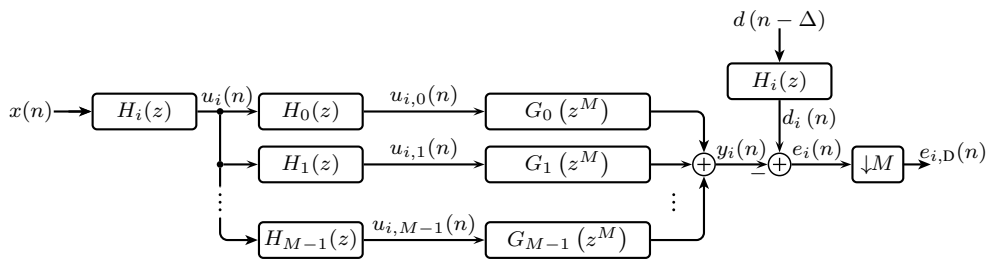 d (n − Δ)
H_i(z)
x(n)
H_i(z)
u_i(n)
H_0(z)
u_{i,0}(n)
G_0 (z^M)
d_i (n)
H_1(z)
u_{i,1}(n)
G_1 (z^M)
+
y_i(n)
−
+
e_i(n)
↓M
e_{i,D}(n)
⋮
⋮
H_{M−1}(z)
u_{i,M−1}(n)
G_{M−1} (z^M)